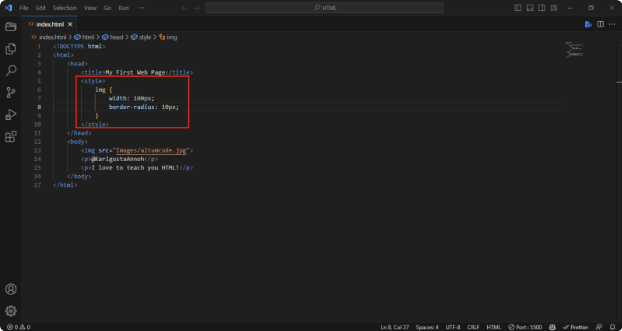 File Edit Selection View Go Run ···
HTML
index.html
index.html > html > head > style > img
1 <!DOCTYPE html>
2 <html>
3 <head>
4 <title>My First Web Page</title>
5 <style>
6 img {
7 width: 100px;
8 border-radius: 10px;
9 }
10 </style>
11 </head>
12 <body>
13 <img src="Images/altumcode.jpg">
14 <p>@KarigustaAnnoh</p>
15 <p>I love to teach you HTML!</p>
16 </body>
17 </html>
0 0 Ln 8, Col 37 Spaces: 4 UTF-8 CRLF HTML Port : 5500 Prettier